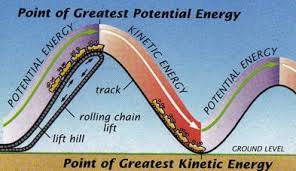 Point of Greatest Potential Energy
POTENTIAL ENERGY
KINETIC ENERGY
POTENTIAL ENERGY
track
rolling chain
lift
lift hill
GROUND LEVEL
Point of Greatest Kinetic Energy